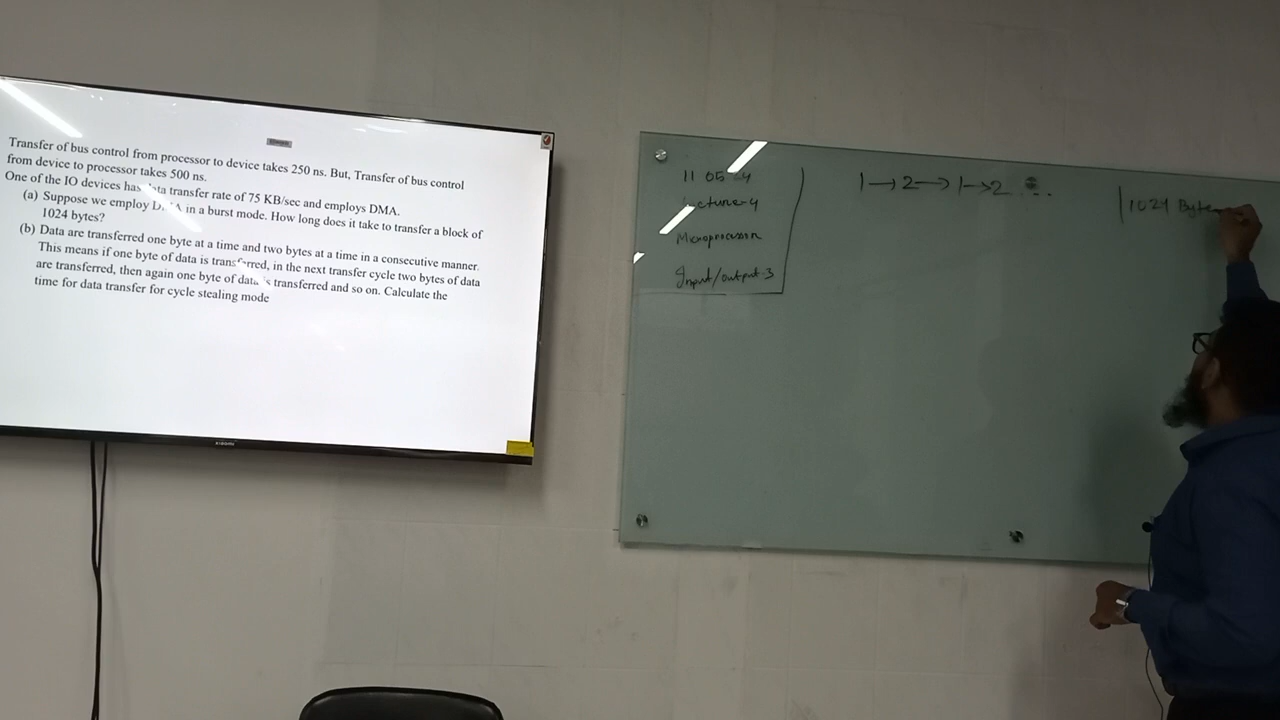 Transfer of bus control from processor to device takes 250 ns. But, Transfer of bus control
from device to processor takes 500 ns.
One of the IO devices has data transfer rate of 75 KB/sec and employs DMA.
(a) Suppose we employ DMA in a burst mode. How long does it take to transfer a block of
1024 bytes?
(b) Data are transferred one byte at a time and two bytes at a time in a consecutive manner.
This means if one byte of data is transferred, in the next transfer cycle two bytes of data
are transferred, then again one byte of data is transferred and so on. Calculate the
time for data transfer for cycle stealing mode
XIAOMI
11 05
Lecture-4
Microprocessor
Input/output-3
1→2→1→2 ...
1024 Byte